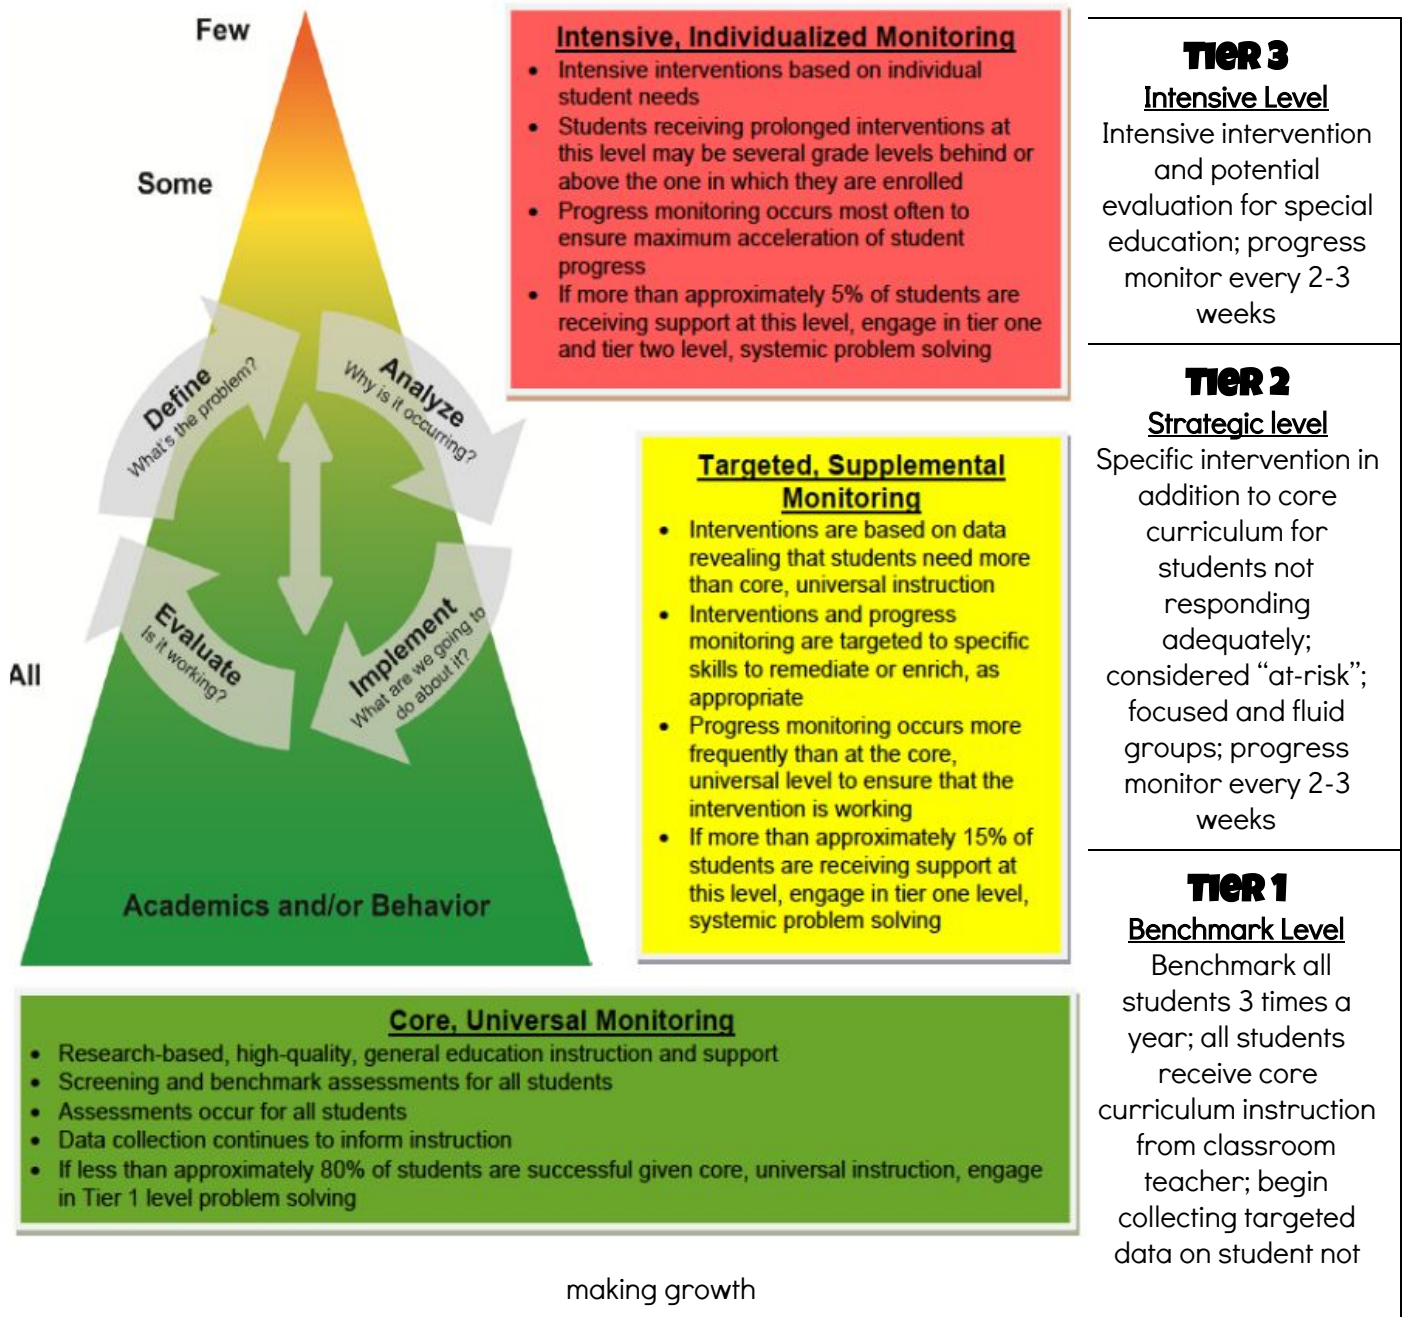 Few
Some
All
Define
What's the problem?
Analyze
Why is it occurring?
Implement
What are we going to
do about it?
Evaluate
Is it working?
Academics and/or Behavior
Intensive, Individualized Monitoring
• Intensive interventions based on individual
student needs
• Students receiving prolonged interventions at
this level may be several grade levels behind or
above the one in which they are enrolled
• Progress monitoring occurs most often to
ensure maximum acceleration of student
progress
• If more than approximately 5% of students are
receiving support at this level, engage in tier one
and tier two level, systemic problem solving
Targeted, Supplemental
Monitoring
• Interventions are based on data
revealing that students need more
than core, universal instruction
• Interventions and progress
monitoring are targeted to specific
skills to remediate or enrich, as
appropriate
• Progress monitoring occurs more
frequently than at the core,
universal level to ensure that the
intervention is working
• If more than approximately 15% of
students are receiving support at
this level, engage in tier one level,
systemic problem solving
Core, Universal Monitoring
• Research-based, high-quality, general education instruction and support
• Screening and benchmark assessments for all students
• Assessments occur for all students
• Data collection continues to inform instruction
• If less than approximately 80% of students are successful given core, universal instruction, engage
in Tier 1 level problem solving
TIER 3
Intensive Level
Intensive intervention
and potential
evaluation for special
education; progress
monitor every 2-3
weeks
TIER 2
Strategic level
Specific intervention in
addition to core
curriculum for
students not
responding
adequately;
considered “at-risk”;
focused and fluid
groups; progress
monitor every 2-3
weeks
TIER 1
Benchmark Level
Benchmark all
students 3 times a
year; all students
receive core
curriculum instruction
from classroom
teacher; begin
collecting targeted
data on student not
making growth